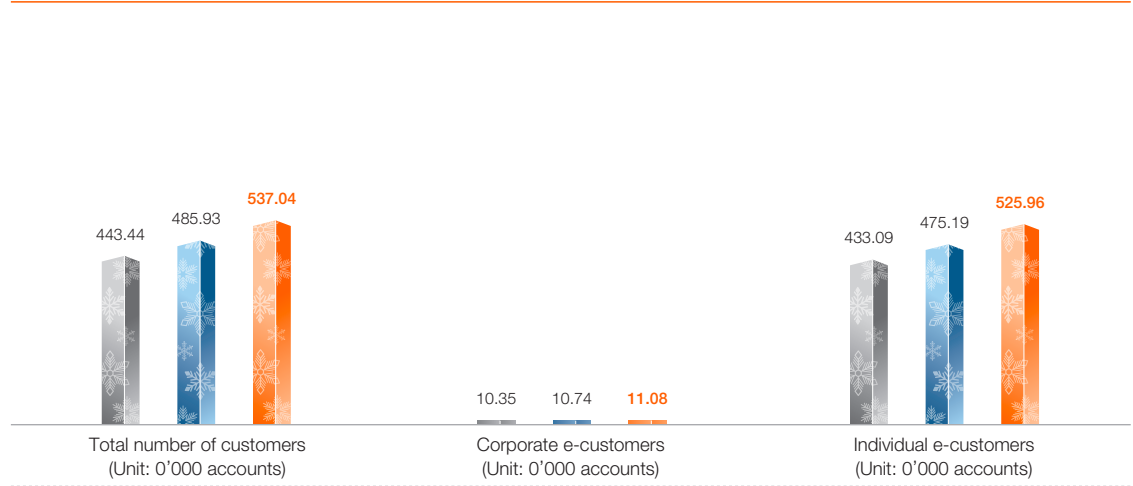 443.44
485.93
537.04
Total number of customers
(Unit: 0’000 accounts)
10.35
10.74
11.08
Corporate e-customers
(Unit: 0’000 accounts)
433.09
475.19
525.96
Individual e-customers
(Unit: 0’000 accounts)